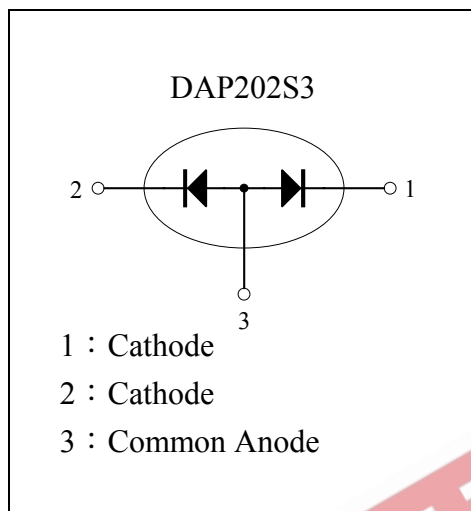 DAP202S3
2
1
3
1：Cathode
2：Cathode
3：Common Anode